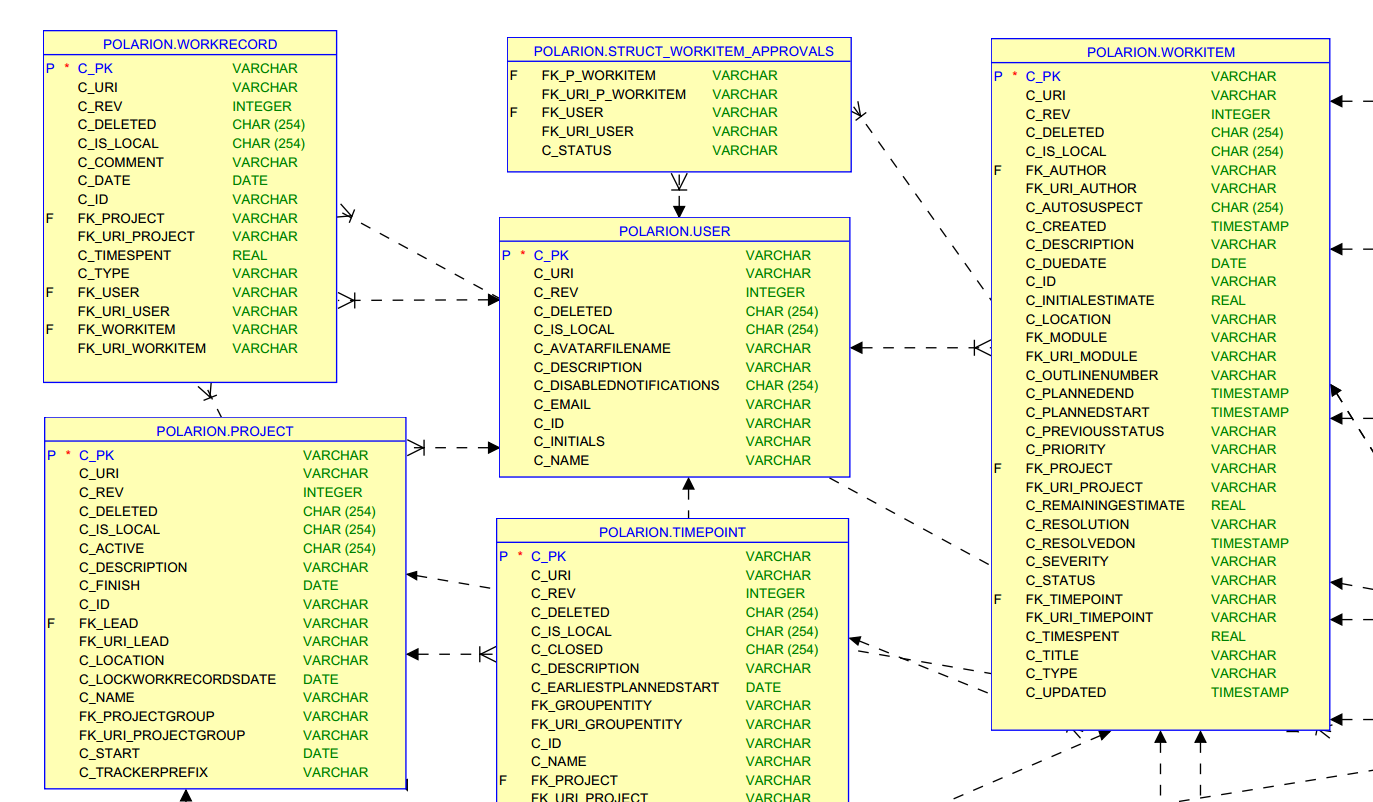 POLARION.WORKRECORD
P * C_PK VARCHAR
C_URI VARCHAR
C_REV INTEGER
C_DELETED CHAR (254)
C_IS_LOCAL CHAR (254)
C_COMMENT VARCHAR
C_DATE DATE
C_ID VARCHAR
F FK_PROJECT VARCHAR
FK_URI_PROJECT VARCHAR
C_TIMESPENT REAL
C_TYPE VARCHAR
F FK_USER VARCHAR
FK_URI_USER VARCHAR
F FK_WORKITEM VARCHAR
FK_URI_WORKITEM VARCHAR
POLARION.STRUCT_WORKITEM_APPROVALS
F FK_P_WORKITEM VARCHAR
FK_URI_P_WORKITEM VARCHAR
F FK_USER VARCHAR
FK_URI_USER VARCHAR
C_STATUS VARCHAR
POLARION.USER
P * C_PK VARCHAR
C_URI VARCHAR
C_REV INTEGER
C_DELETED CHAR (254)
C_IS_LOCAL CHAR (254)
C_AVATARFILENAME VARCHAR
C_DESCRIPTION VARCHAR
C_DISABLEDNOTIFICATIONS CHAR (254)
C_EMAIL VARCHAR
C_ID VARCHAR
C_INITIALS VARCHAR
C_NAME VARCHAR
POLARION.WORKITEM
P * C_PK VARCHAR
C_URI VARCHAR
C_REV INTEGER
C_DELETED CHAR (254)
C_IS_LOCAL CHAR (254)
F FK_AUTHOR VARCHAR
FK_URI_AUTHOR VARCHAR
C_AUTOSUSPECT CHAR (254)
C_CREATED TIMESTAMP
C_DESCRIPTION VARCHAR
C_DUEDATE DATE
C_ID VARCHAR
C_INITIALESTIMATE REAL
C_LOCATION VARCHAR
FK_MODULE VARCHAR
FK_URI_MODULE VARCHAR
C_OUTLINENUMBER VARCHAR
C_PLANNEDEND TIMESTAMP
C_PLANNEDSTART TIMESTAMP
C_PREVIOUSSTATUS VARCHAR
C_PRIORITY VARCHAR
F FK_PROJECT VARCHAR
FK_URI_PROJECT VARCHAR
C_REMAININGESTIMATE REAL
C_RESOLUTION VARCHAR
C_RESOLVEDON TIMESTAMP
C_SEVERITY VARCHAR
C_STATUS VARCHAR
F FK_TIMEPOINT VARCHAR
FK_URI_TIMEPOINT VARCHAR
C_TIMESPENT REAL
C_TITLE VARCHAR
C_TYPE VARCHAR
C_UPDATED TIMESTAMP
POLARION.PROJECT
P * C_PK VARCHAR
C_URI VARCHAR
C_REV INTEGER
C_DELETED CHAR (254)
C_IS_LOCAL CHAR (254)
C_ACTIVE CHAR (254)
C_DESCRIPTION VARCHAR
C_FINISH DATE
C_ID VARCHAR
F FK_LEAD VARCHAR
FK_URI_LEAD VARCHAR
C_LOCATION VARCHAR
C_LOCKWORKRECORDSDATE DATE
C_NAME VARCHAR
FK_PROJECTGROUP VARCHAR
FK_URI_PROJECTGROUP VARCHAR
C_START DATE
C_TRACKERPREFIX VARCHAR
POLARION.TIMEPOINT
P * C_PK VARCHAR
C_URI VARCHAR
C_REV INTEGER
C_DELETED CHAR (254)
C_IS_LOCAL CHAR (254)
C_CLOSED CHAR (254)
C_DESCRIPTION VARCHAR
C_EARLIESTPLANNEDSTART DATE
FK_GROUPENTITY VARCHAR
FK_URI_GROUPENTITY VARCHAR
C_ID VARCHAR
C_NAME VARCHAR
F FK_PROJECT VARCHAR
FK_URI_PROJECT VARCHAR